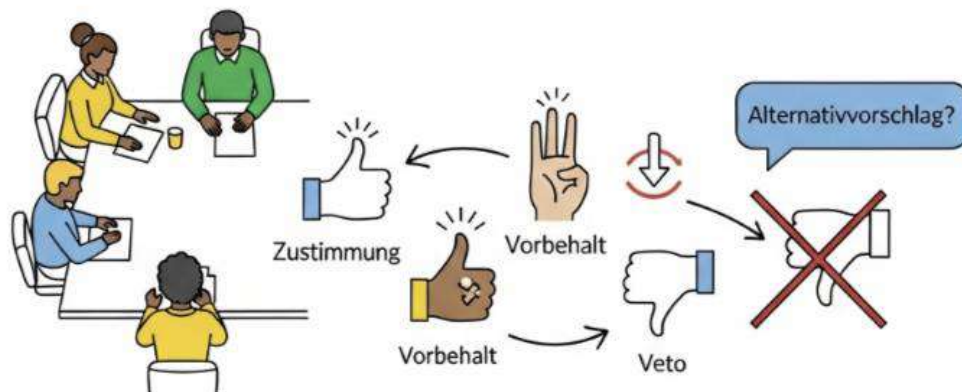 Alternativvorschlag?
Zustimmung
Vorbehalt
Vorbehalt
Veto